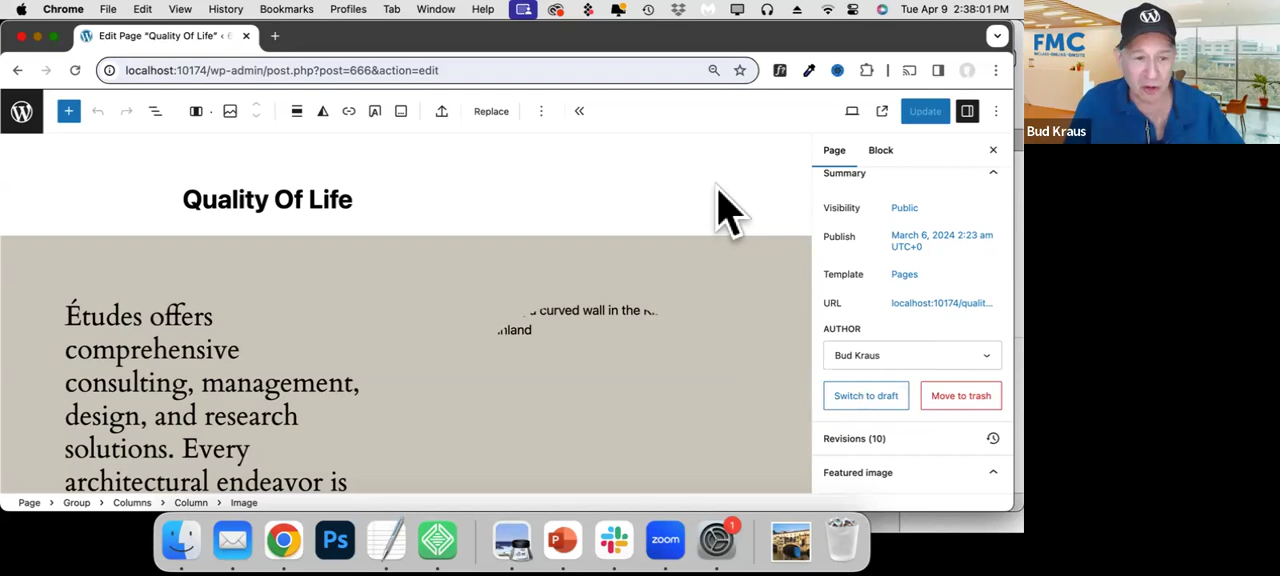 Chrome File Edit View History Bookmarks Profiles Tab Window Help Tue Apr 9 2:38:01 PM
Edit Page “Quality Of Life” ‹
localhost:10174/wp-admin/post.php?post=666&action=edit
Replace
Update
Page Block
Summary
Visibility Public
Publish March 6, 2024 2:23 am
UTC+0
Template Pages
URL localhost:10174/qualit...
AUTHOR
Bud Kraus
Switch to draft Move to trash
Revisions (10)
Featured image
Quality Of Life
Études offers
comprehensive
consulting, management,
design, and research
solutions. Every
architectural endeavor is
curved wall in the
Page > Group > Columns > Column > Image
Ps
1
zoom
FMC
Bud Kraus